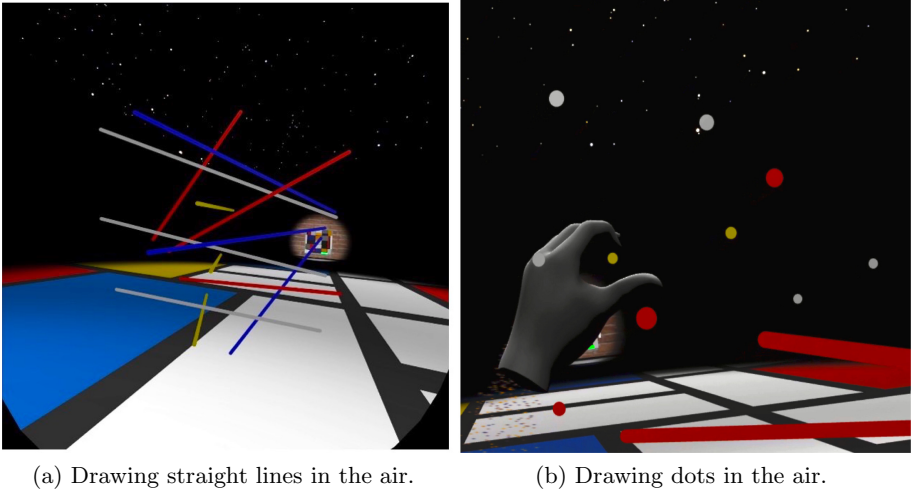 (a) Drawing straight lines in the air.
(b) Drawing dots in the air.